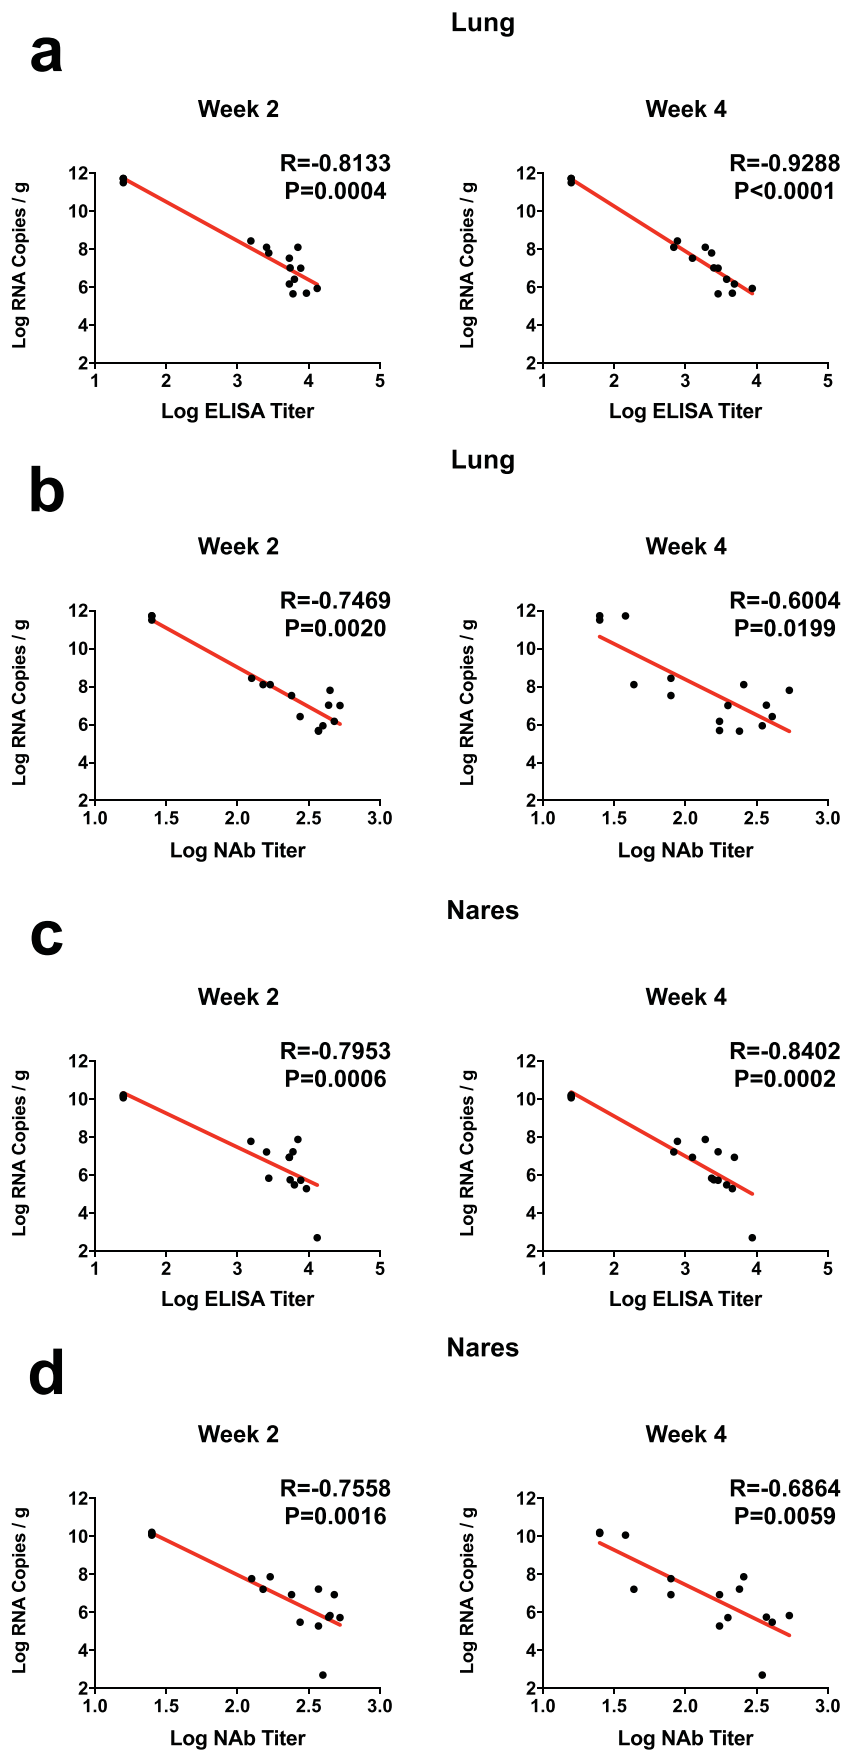 a
Lung
Week 2
R=-0.8133
P=0.0004
Log RNA Copies / g
12
10
8
6
4
2
1 2 3 4 5
Log ELISA Titer
Week 4
R=-0.9288
P<0.0001
Log RNA Copies / g
12
10
8
6
4
2
1 2 3 4 5
Log ELISA Titer
b
Lung
Week 2
R=-0.7469
P=0.0020
Log RNA Copies / g
12
10
8
6
4
2
1.0 1.5 2.0 2.5 3.0
Log NAb Titer
Week 4
R=-0.6004
P=0.0199
Log RNA Copies / g
12
10
8
6
4
2
1.0 1.5 2.0 2.5 3.0
Log NAb Titer
c
Nares
Week 2
R=-0.7953
P=0.0006
Log RNA Copies / g
12
10
8
6
4
2
1 2 3 4 5
Log ELISA Titer
Week 4
R=-0.8402
P=0.0002
Log RNA Copies / g
12
10
8
6
4
2
1 2 3 4 5
Log ELISA Titer
d
Nares
Week 2
R=-0.7558
P=0.0016
Log RNA Copies / g
12
10
8
6
4
2
1.0 1.5 2.0 2.5 3.0
Log NAb Titer
Week 4
R=-0.6864
P=0.0059
Log RNA Copies / g
12
10
8
6
4
2
1.0 1.5 2.0 2.5 3.0
Log NAb Titer